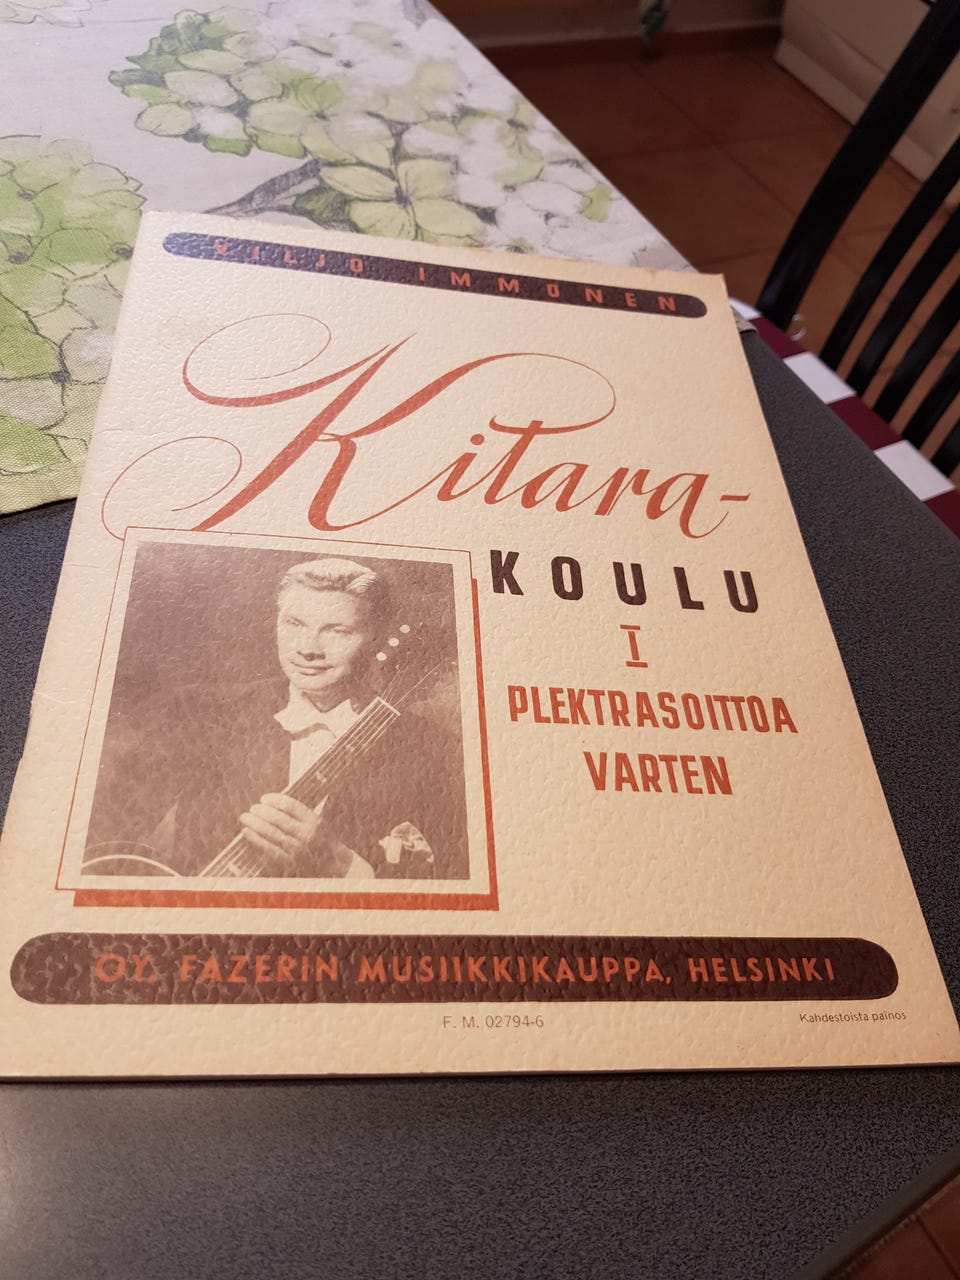 VILJO IMMONEN
Kitara-
KOULU
I
PLEKTRASOITTOA
VARTEN
OY. FAZERIN MUSIIKKIKAUPPA, HELSINKI
F. M. 02794-6
Kahdestoista painos